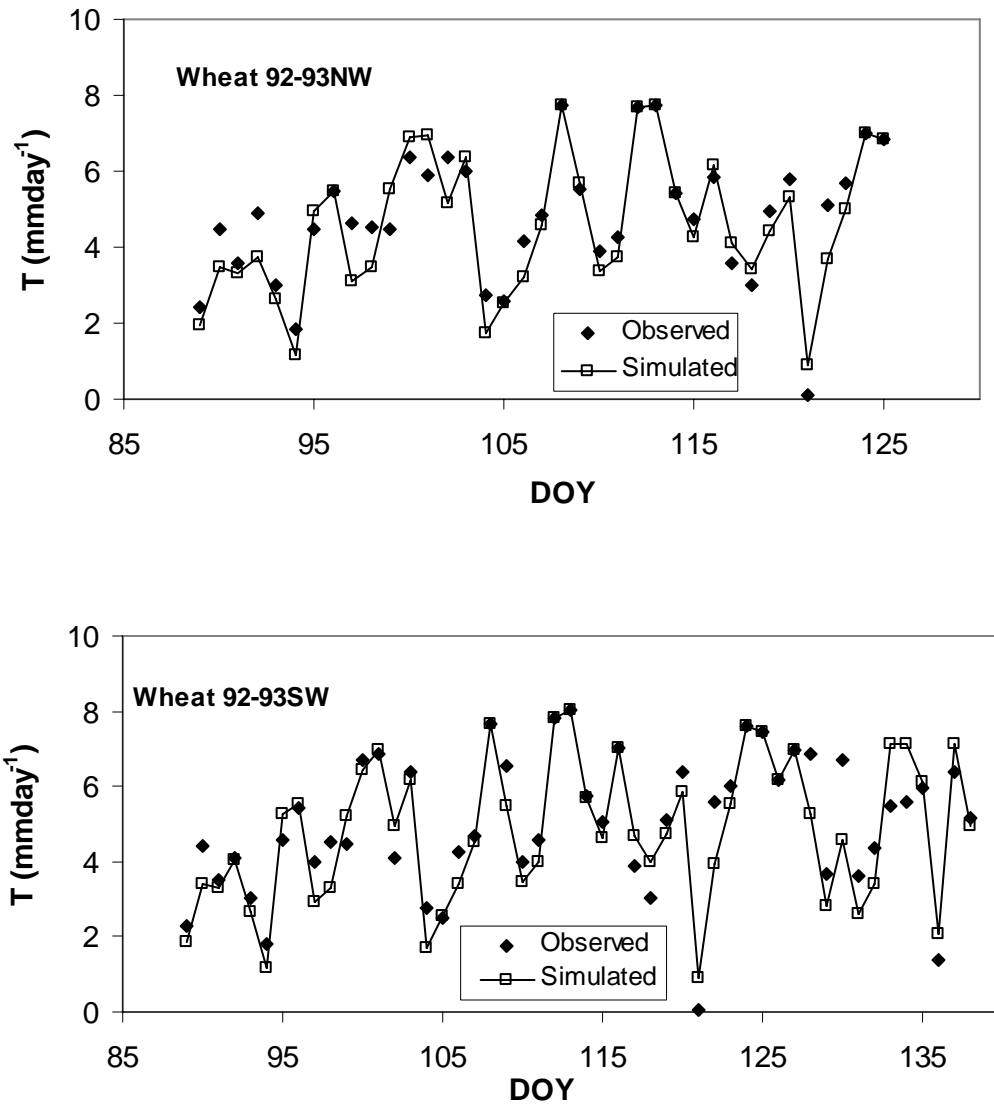 10
Wheat 92-93NW
8
6
4
2
0
T (mmday-1)
Observed
Simulated
85 95 105 115 125
DOY
10
Wheat 92-93SW
8
6
4
2
0
T (mmday-1)
Observed
Simulated
85 95 105 115 125 135
DOY